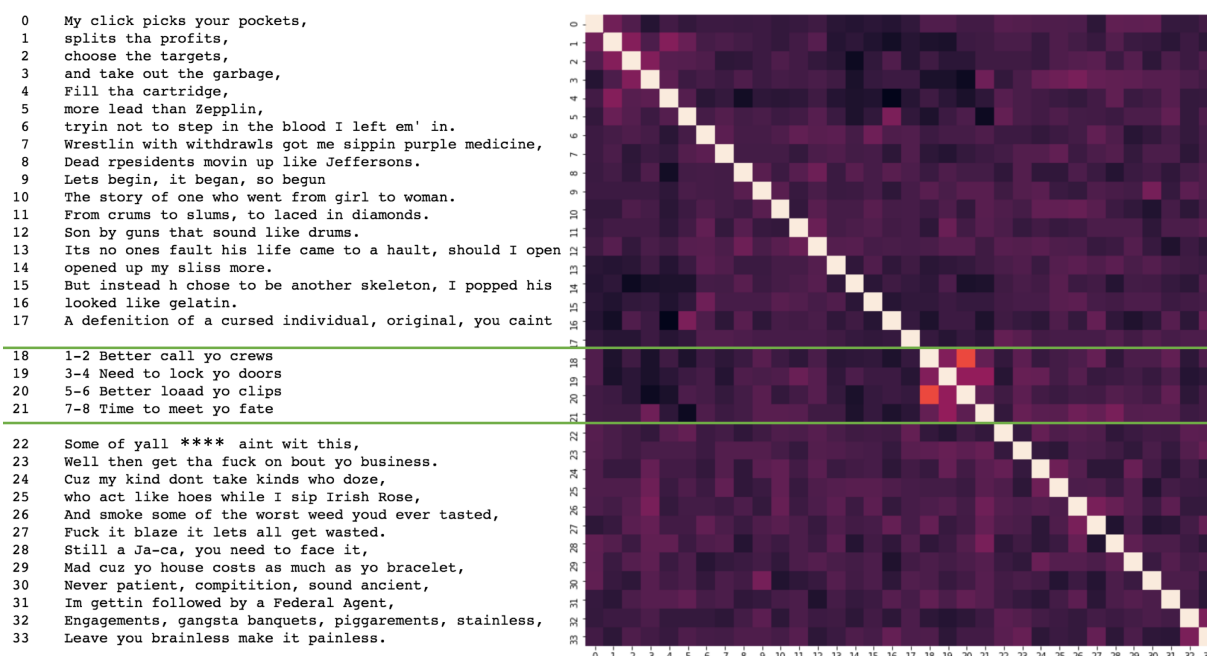 0 My click picks your pockets,
1 splits tha profits,
2 choose the targets,
3 and take out the garbage,
4 Fill tha cartridge,
5 more lead than Zepplin,
6 tryin not to step in the blood I left em' in.
7 Wrestlin with withdrawls got me sippin purple medicine,
8 Dead rpesidents movin up like Jeffersons.
9 Lets begin, it began, so begun
10 The story of one who went from girl to woman.
11 From crums to slums, to laced in diamonds.
12 Son by guns that sound like drums.
13 Its no ones fault his life came to a hault, should I open
14 opened up my sliss more.
15 But instead h chose to be another skeleton, I popped his
16 looked like gelatin.
17 A defenition of a cursed individual, original, you caint
18 1-2 Better call yo crews
19 3-4 Need to lock yo doors
20 5-6 Better loaad yo clips
21 7-8 Time to meet yo fate
22 Some of yall **** aint wit this,
23 Well then get tha fuck on bout yo business.
24 Cuz my kind dont take kinds who doze,
25 who act like hoes while I sip Irish Rose,
26 And smoke some of the worst weed youd ever tasted,
27 Fuck it blaze it lets all get wasted.
28 Still a Ja-ca, you need to face it,
29 Mad cuz yo house costs as much as yo bracelet,
30 Never patient, compitition, sound ancient,
31 Im gettin followed by a Federal Agent,
32 Engagements, gangsta banquets, piggarements, stainless,
33 Leave you brainless make it painless.
0
1
2
3
4
5
6
7
8
9
10
11
12
13
14
15
16
17
18
19
20
21
22
23
24
25
26
27
28
29
30
31
32
33
0 1 2 3 4 5 6 7 8 9 10 11 12 13 14 15 16 17 18 19 20 21 22 23 24 25 26 27 28 29 30 31 32